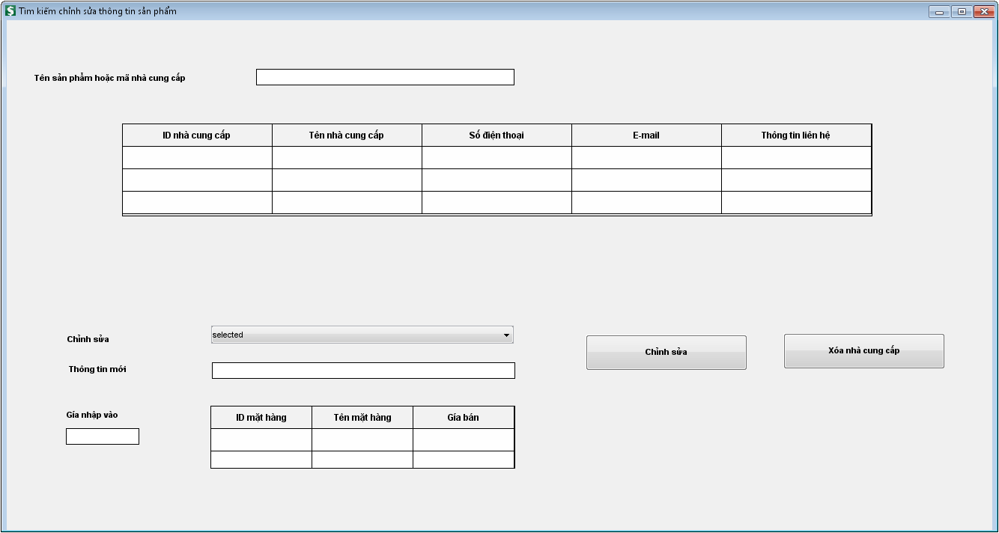 Tìm kiếm chỉnh sửa thông tin sản phẩm
Tên sản phẩm hoặc mã nhà cung cấp
ID nhà cung cấp Tên nhà cung cấp Số điện thoại E-mail Thông tin liên hệ
Chỉnh sửa selected
Chỉnh sửa Xóa nhà cung cấp
Thông tin mới
Gía nhập vào
ID mặt hàng Tên mặt hàng Gía bán